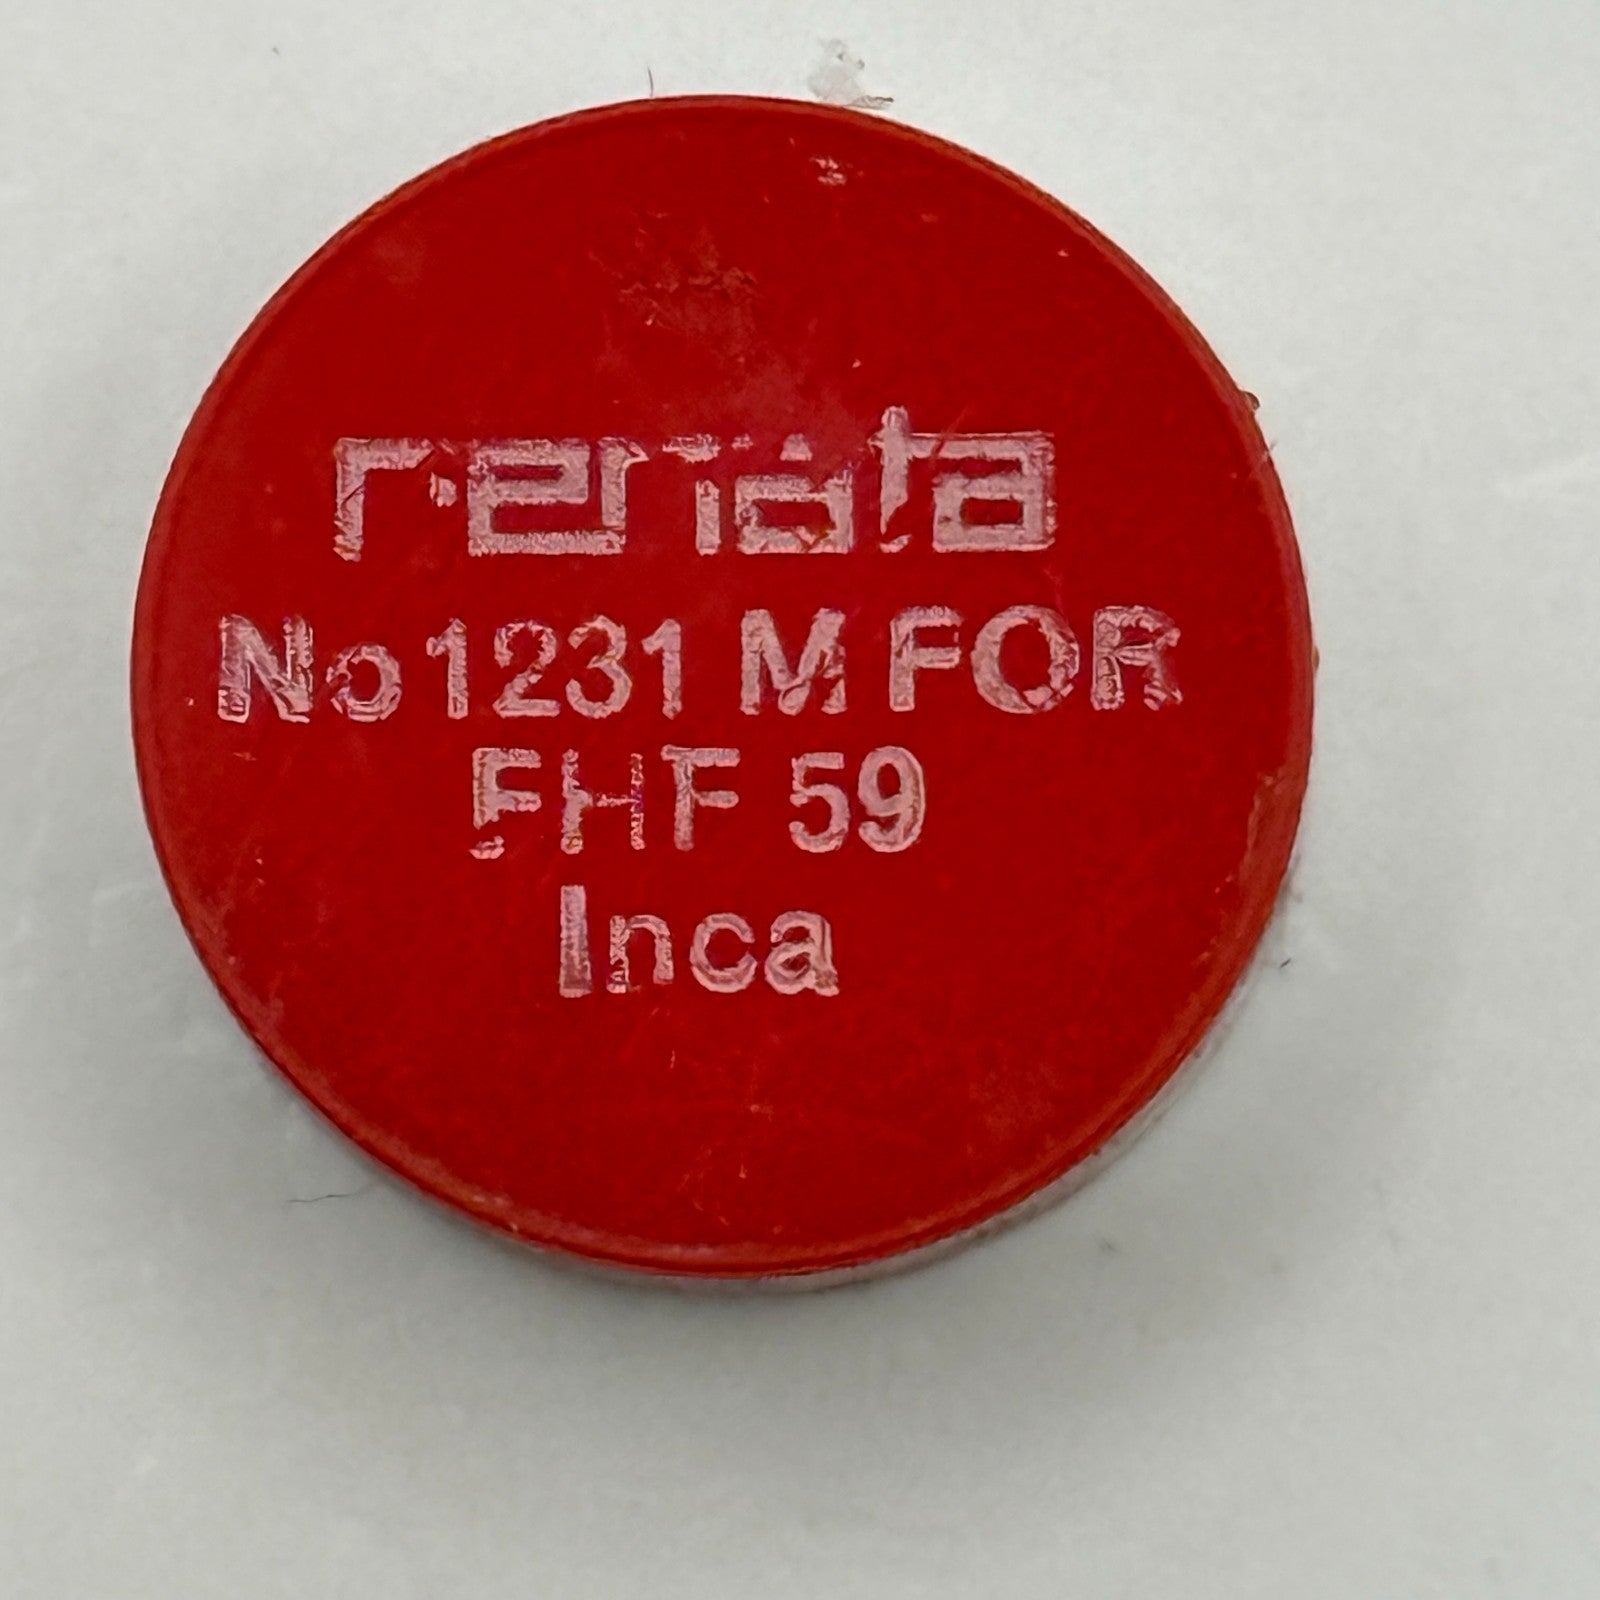 renata
No 1231 M FOR
FHF 59
Inca